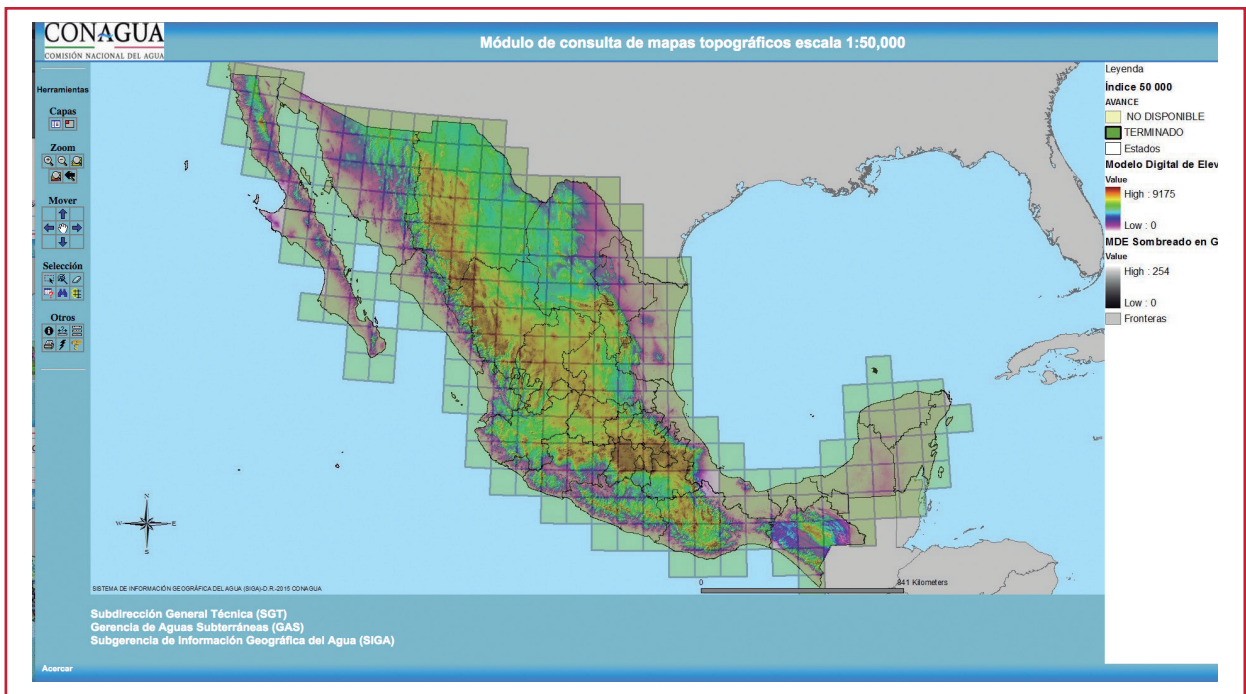 CONAGUA
COMISIÓN NACIONAL DEL AGUA
Módulo de consulta de mapas topográficos escala 1:50,000
Herramientas
Capas
Zoom
Mover
Selección
Otros
N
W
E
S
SISTEMA DE INFORMACIÓN GEOGRÁFICA DEL AGUA (SIGA)-D.R.-2015 CONAGUA
0
841 Kilometers
Leyenda
Índice 50 000
AVANCE
NO DISPONIBLE
TERMINADO
Estados
Modelo Digital de Elev
Value
High : 9175
Low : 0
MDE Sombreado en G
Value
High : 254
Low : 0
Fronteras
Subdirección General Técnica (SGT)
Gerencia de Aguas Subterráneas (GAS)
Subgerencia de Información Geográfica del Agua (SIGA)
Acercar